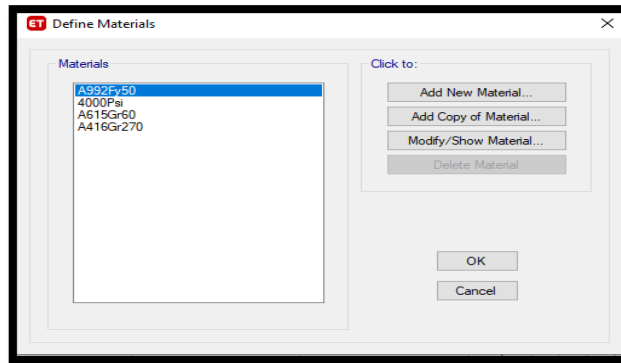 ET Define Materials
Materials
A992Fy50
4000Psi
A615Gr60
A416Gr270
Click to:
Add New Material...
Add Copy of Material...
Modify/Show Material...
Delete Material
OK
Cancel